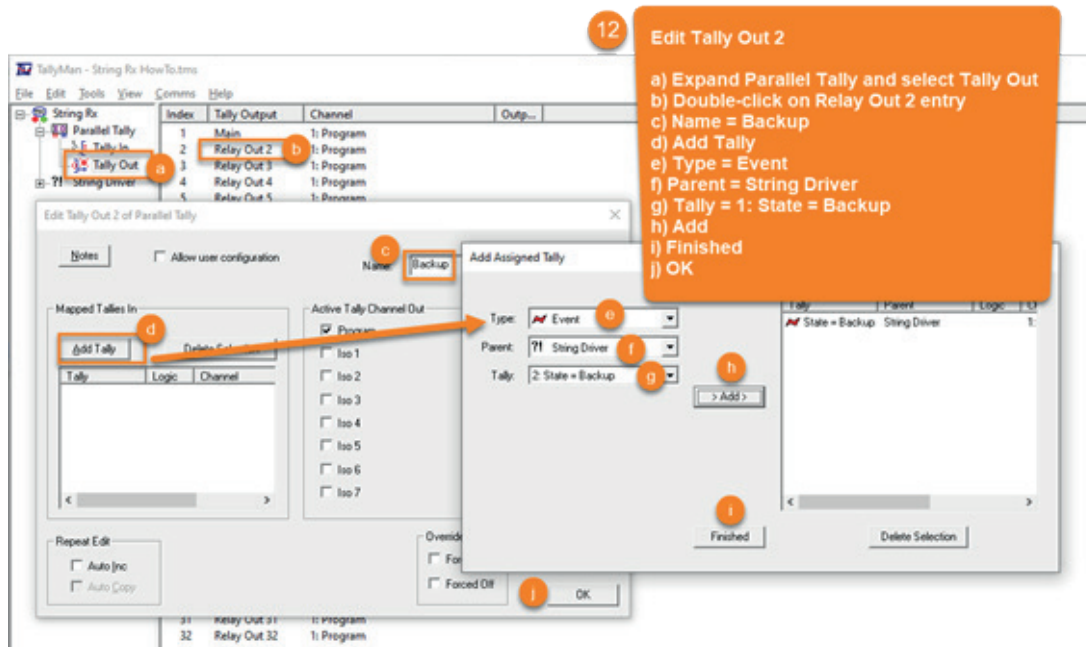 12
Edit Tally Out 2
a) Expand Parallel Tally and select Tally Out
b) Double-click on Relay Out 2 entry
c) Name = Backup
d) Add Tally
e) Type = Event
f) Parent = String Driver
g) Tally = 1: State = Backup
h) Add
i) Finished
j) OK
TallyMan - String Rx HowTo.tms
File Edit Tools View Comms Help
String Rx
Parallel Tally
Tally In
Tally Out
String Driver
a
Index Tally Output Channel Outp...
1 Main 1: Program
2 Relay Out 2 b 1: Program
3 Relay Out 3 1: Program
4 Relay Out 4 1: Program
5 Relay Out 5 1: Program
Edit Tally Out 2 of Parallel Tally
Notes
Allow user configuration
c
Name: Backup
Mapped Tallies In
d
Add Tally
Delete Selection
Tally Logic Channel
Active Tally Channel Out
Program
Iso 1
Iso 2
Iso 3
Iso 4
Iso 5
Iso 6
Iso 7
Repeat Edit
Auto Inc
Auto Copy
Override
Forced Off
j
OK
Add Assigned Tally
Type: Event e
Parent: ?! String Driver f
Tally: 2: State = Backup g
h
> Add >
Tally Parent Logic
State = Backup String Driver 1:
i
Finished
Delete Selection
31 Relay Out 31 1: Program
32 Relay Out 32 1: Program